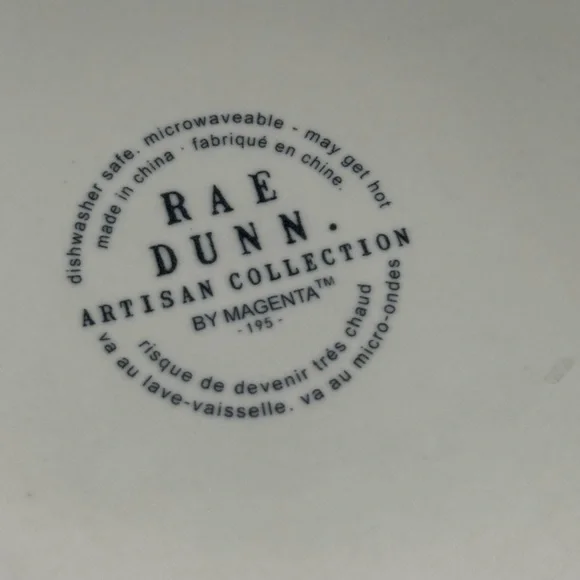 dishwasher safe. microwaveable - may get hot
made in china · fabriqué en chine.
RAE
DUNN.
ARTISAN COLLECTION
BY MAGENTA™
- 195 -
risque de devenir trés chaud
va au lave-vaisselle. va au micro-ondes